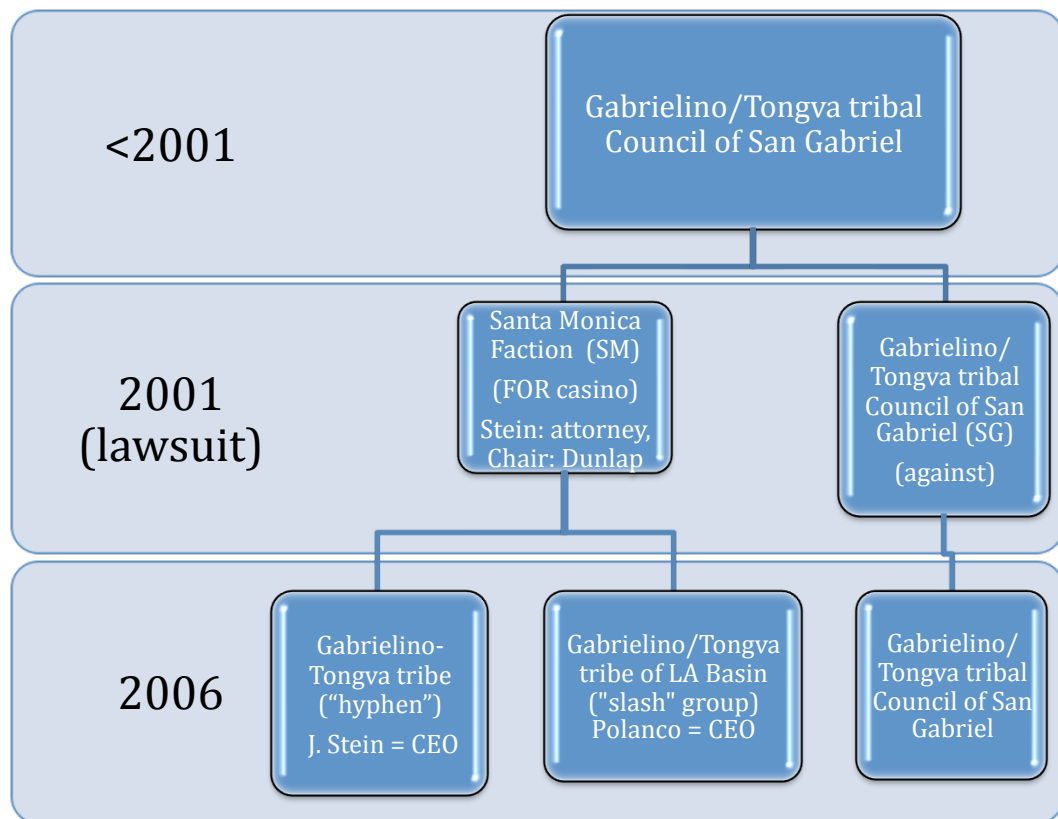 <2001
Gabrielino/Tongva tribal
Council of San Gabriel
2001
(lawsuit)
Santa Monica
Faction (SM)
(FOR casino)
Stein: attorney,
Chair: Dunlap
Gabrielino/
Tongva tribal
Council of San
Gabriel (SG)
(against)
2006
Gabrielino-
Tongva tribe
(“hyphen”)
J. Stein = CEO
Gabrielino/Tongva
tribe of LA Basin
("slash" group)
Polanco = CEO
Gabrielino/
Tongva tribal
Council of San
Gabriel